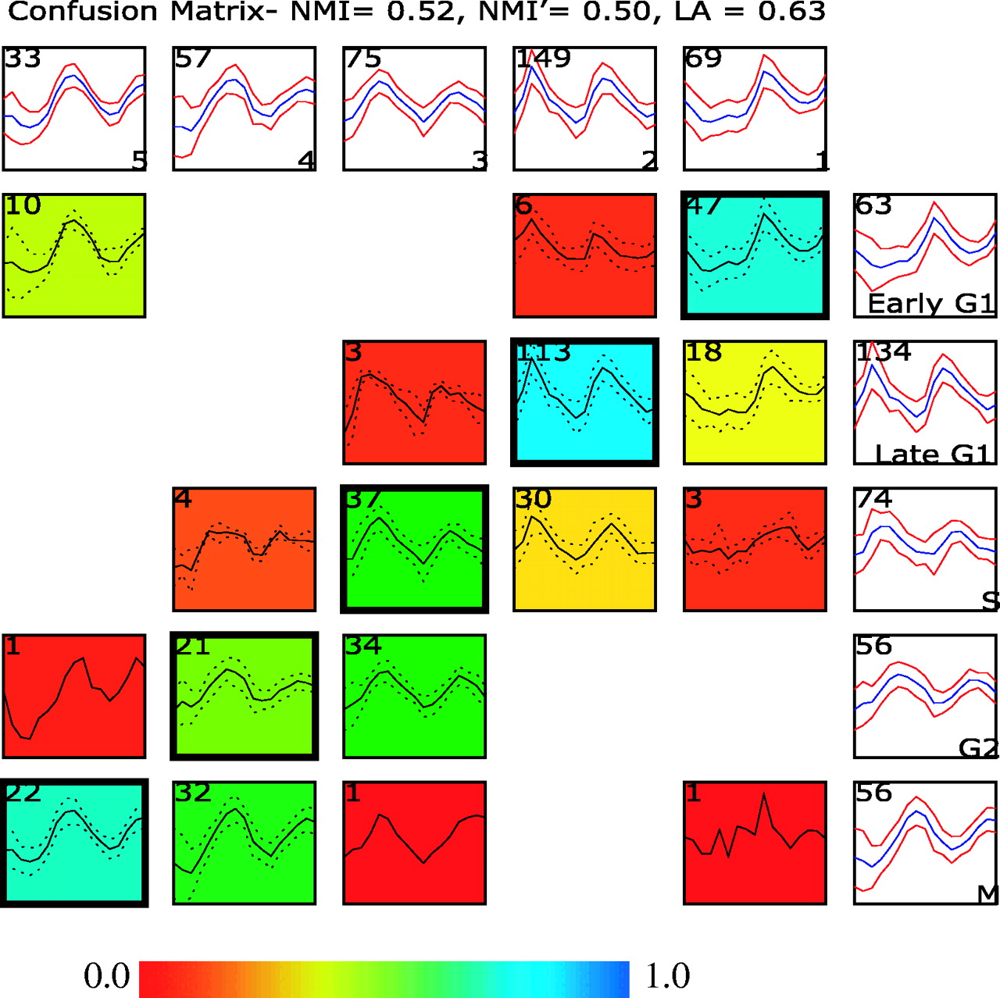 Confusion Matrix- NMI= 0.52, NMI’= 0.50, LA = 0.63
33 57 75 149 69
5 4 3 2 1
10 6 47 63
Early G1
3 113 18 134
Late G1
4 37 30 3 74
S
1 21 34 56
G2
22 32 1 1 56
M
0.0 1.0